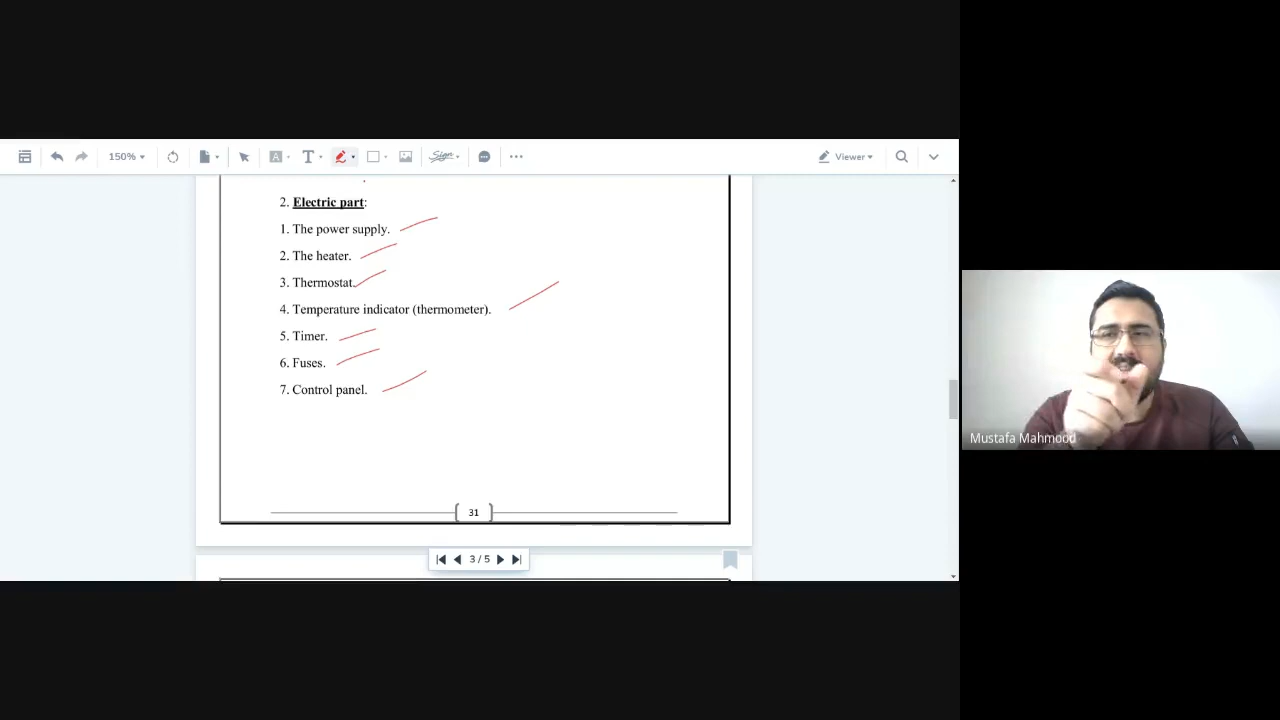 150%
A
T
Sign
Viewer
2. Electric part:
1. The power supply.
2. The heater.
3. Thermostat.
4. Temperature indicator (thermometer).
5. Timer.
6. Fuses.
7. Control panel.
31
3 / 5
Mustafa Mahmood